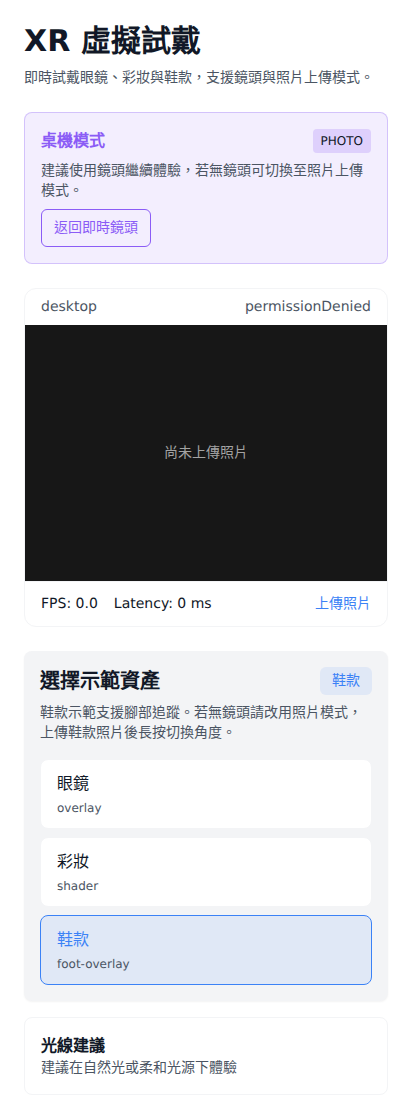 XR 虛擬試戴
即時試戴眼鏡、彩妝與鞋款，支援鏡頭與照片上傳模式。
桌機模式
PHOTO
建議使用鏡頭繼續體驗，若無鏡頭可切換至照片上傳
模式。
返回即時鏡頭
desktop
permissionDenied
尚未上傳照片
FPS: 0.0
Latency: 0 ms
上傳照片
選擇示範資產
鞋款
鞋款示範支援腳部追蹤。若無鏡頭請改用照片模式，
上傳鞋款照片後長按切換角度。
眼鏡
overlay
彩妝
shader
鞋款
foot-overlay
光線建議
建議在自然光或柔和光源下體驗